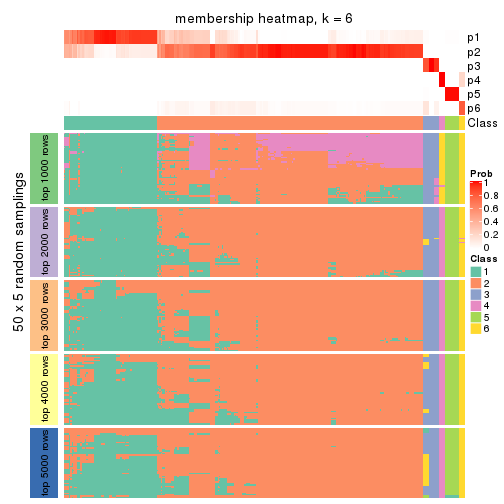 membership heatmap, k = 6
p1
p2
p3
p4
p5
p6
Class
50 x 5 random samplings
top 1000 rows
top 2000 rows
top 3000 rows
top 4000 rows
top 5000 rows
Prob
1
0.8
0.6
0.4
0.2
0
Class
1
2
3
4
5
6